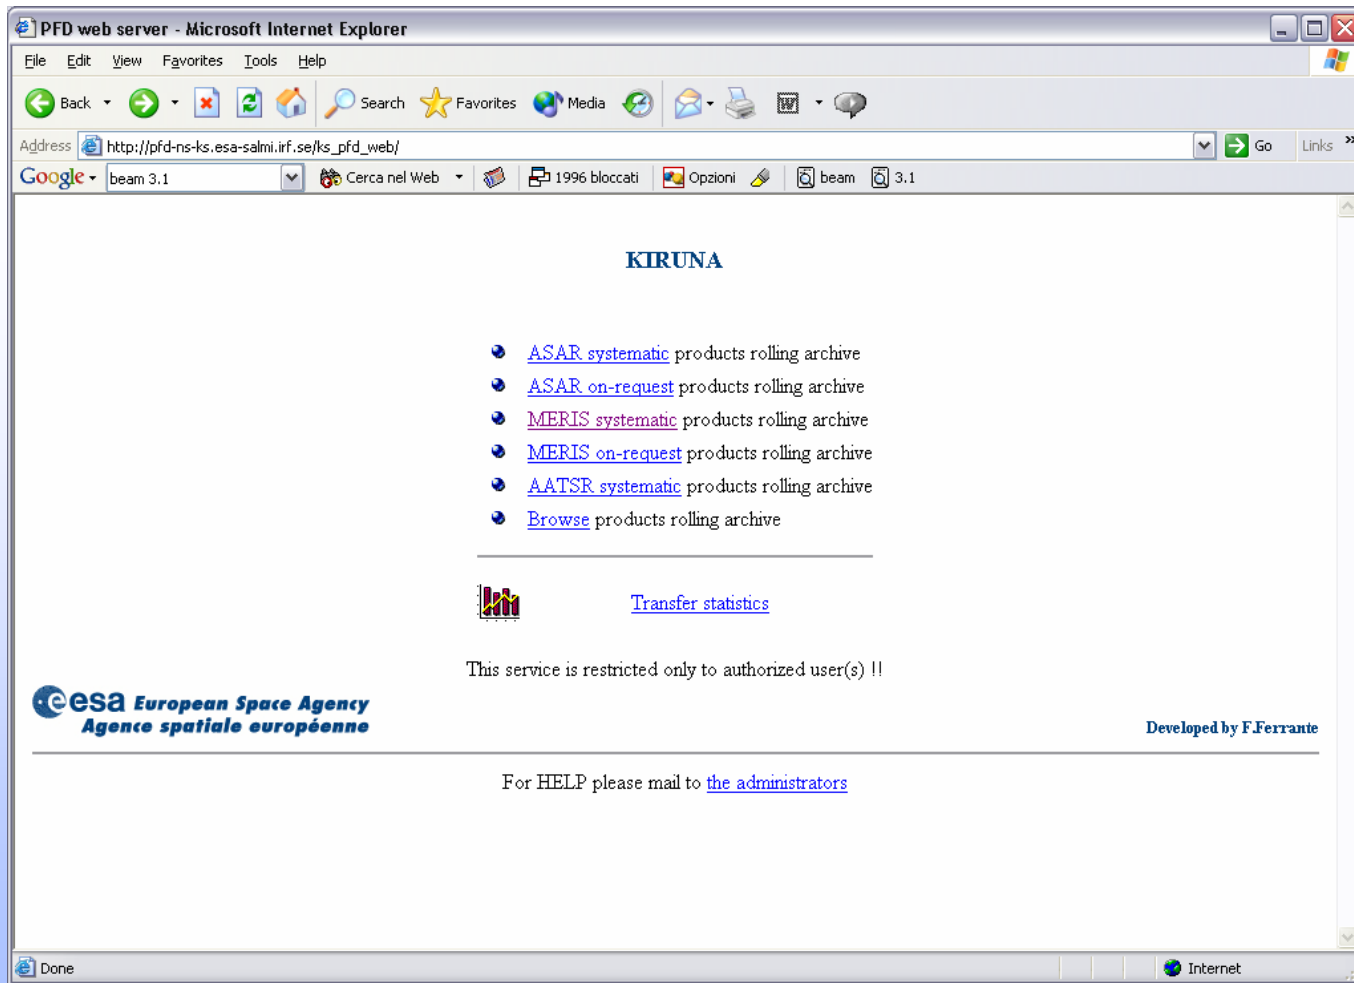 PFD web server - Microsoft Internet Explorer
File Edit View Favorites Tools Help
Back Search Favorites Media
Address http://pfd-ns-ks.esa-salmi.irf.se/ks_pfd_web/ Go Links »
Google beam 3.1 Cerca nel Web 1996 bloccati Opzioni beam 3.1
KIRUNA
ASAR systematic products rolling archive
ASAR on-request products rolling archive
MERIS systematic products rolling archive
MERIS on-request products rolling archive
AATSR systematic products rolling archive
Browse products rolling archive
Transfer statistics
This service is restricted only to authorized user(s) !!
esa European Space Agency
Agence spatiale européenne
Developed by F.Ferrante
For HELP please mail to the administrators
Done Internet